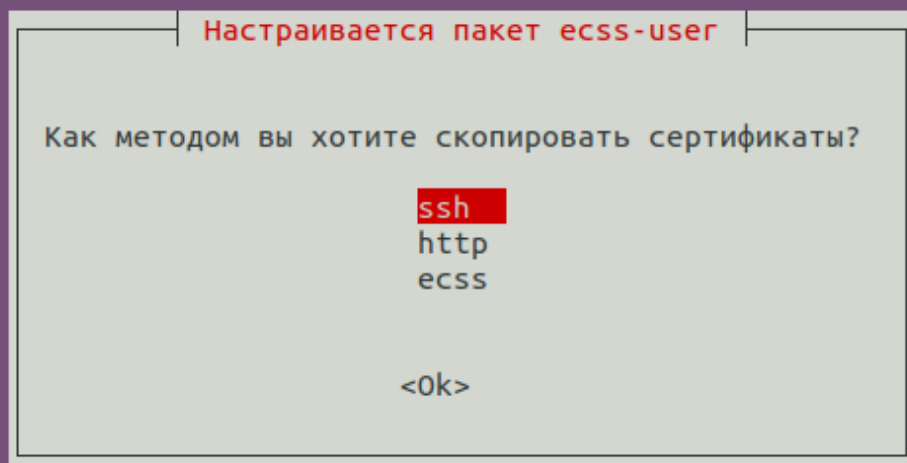 Настраивается пакет ecss-user
Как методом вы хотите скопировать сертификаты?
ssh
http
ecss
<Ok>